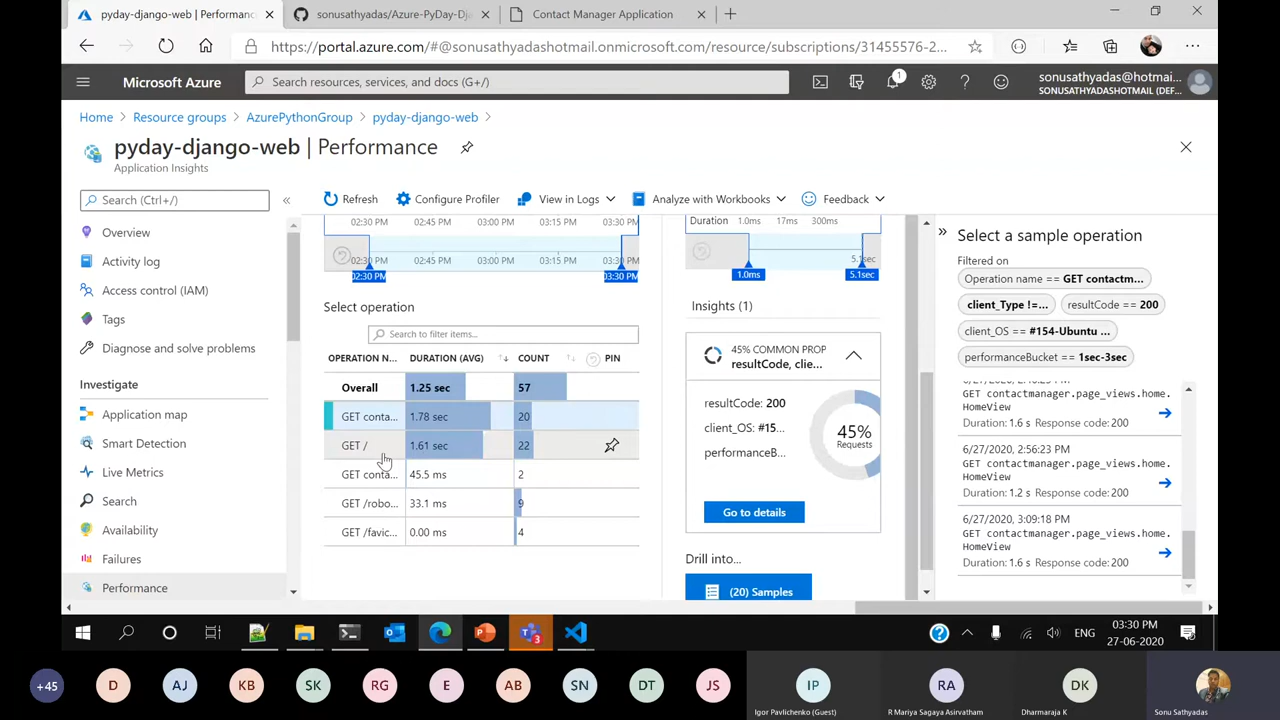 pyday-django-web | Performance
sonusathyadas/Azure-PyDay-Dj
Contact Manager Application
https://portal.azure.com/#@sonusathyadashotmail.onmicrosoft.com/resource/subscriptions/31455576-2...
Microsoft Azure
Search resources, services, and docs (G+/)
1
sonusathyadas@hotmai...
SONUSATHYADASHOTMAIL (DEF...
Home
Resource groups
AzurePythonGroup
pyday-django-web
pyday-django-web | Performance
Application Insights
Search (Ctrl+/)
Overview
Activity log
Access control (IAM)
Tags
Diagnose and solve problems
Investigate
Application map
Smart Detection
Live Metrics
Search
Availability
Failures
Performance
Refresh
Configure Profiler
View in Logs
Analyze with Workbooks
Feedback
02:30 PM 02:45 PM 03:00 PM 03:15 PM 03:30 PM
02:30 PM 02:45 PM 03:00 PM 03:15 PM 03:30 PM
02:30 PM 03:30 PM
Select operation
Search to filter items...
OPERATION N... DURATION (AVG) COUNT PIN
Overall 1.25 sec 57
GET conta... 1.78 sec 20
GET / 1.61 sec 22
GET conta... 45.5 ms 2
GET /robo... 33.1 ms 9
GET /favic... 0.00 ms 4
Duration 1.0ms 17ms 300ms
5.1sec
1.0ms 5.1sec
Insights (1)
45% COMMON PROP
resultCode, clie...
resultCode: 200
client_OS: #15...
performanceB...
45%
Requests
Go to details
Drill into...
(20) Samples
Select a sample operation
Filtered on
Operation name == GET contactm...
client_Type !=...
resultCode == 200
client_OS == #154-Ubuntu ...
performanceBucket == 1sec-3sec
GET contactmanager.page_views.home.
HomeView
Duration: 1.6 s Response code: 200
6/27/2020, 2:56:23 PM
GET contactmanager.page_views.home.
HomeView
Duration: 1.2 s Response code: 200
6/27/2020, 3:09:18 PM
GET contactmanager.page_views.home.
HomeView
Duration: 1.6 s Response code: 200
3
ENG
03:30 PM
27-06-2020
+45
D
AJ
KB
SK
RG
E
AB
SN
DT
JS
IP
Igor Pavlichenko (Guest)
RA
R Mariya Sagaya Asirvatham
DK
Dharmaraja K
Sonu Sathyadas